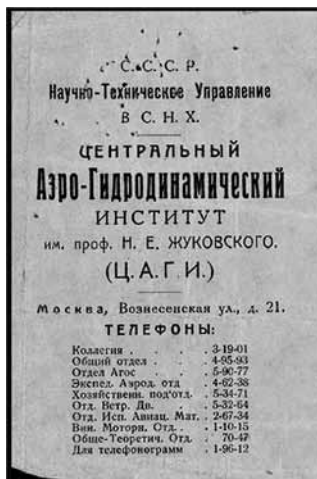 С. С. С. Р.
Научно-Техническое Управление
В С. Н. Х.
ЦЕНТРАЛЬНЫЙ
Аэро-Гидродинамический
ИНСТИТУТ
им. проф. Н. Е. ЖУКОВСКОГО.
(Ц. А. Г. И.)
Москва, Вознесенская ул., д. 21.
ТЕЛЕФОНЫ:
Коллегия . . . . 3-19-01
Общий отдел . . . 4-95-93
Отдел Агос . . . 5-90-77
Экспед. Аэрод. отд . 4-62-38
Хозяйственн. под'отд. . 5-34-71
Отд. Ветр. Дв. . . 5-32-64
Отд. Исп. Авиац. Мат. . 2-67-34
Вин. Моторн. Отд. . . 1-10-15
Обще-Теоретич. Отд. 70-47
Для телефонограмм . 1-96-12